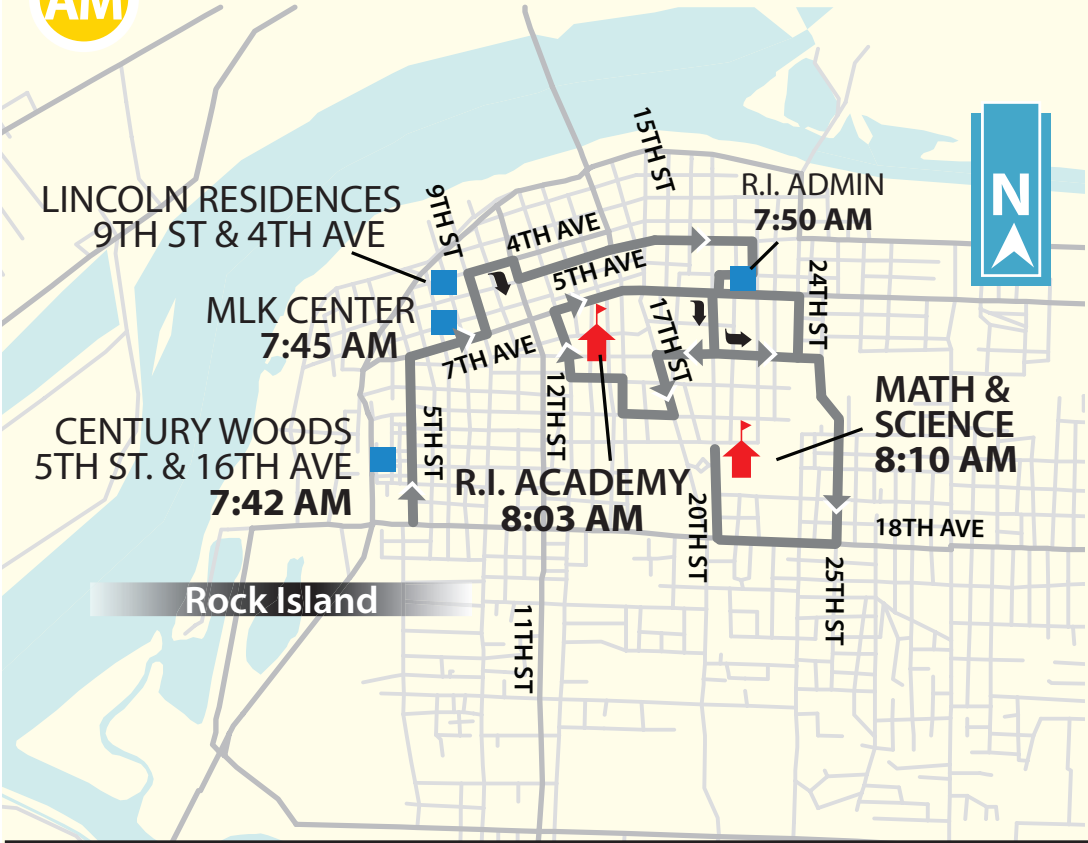 AM
15TH ST
R.I. ADMIN
7:50 AM
N
LINCOLN RESIDENCES
9TH ST & 4TH AVE
9TH ST
4TH AVE
5TH AVE
24TH ST
MLK CENTER
7:45 AM
17TH ST
7TH AVE
12TH ST
MATH &
SCIENCE
8:10 AM
CENTURY WOODS
5TH ST. & 16TH AVE
7:42 AM
5TH ST
R.I. ACADEMY
8:03 AM
20TH ST
18TH AVE
25TH ST
Rock Island
11TH ST